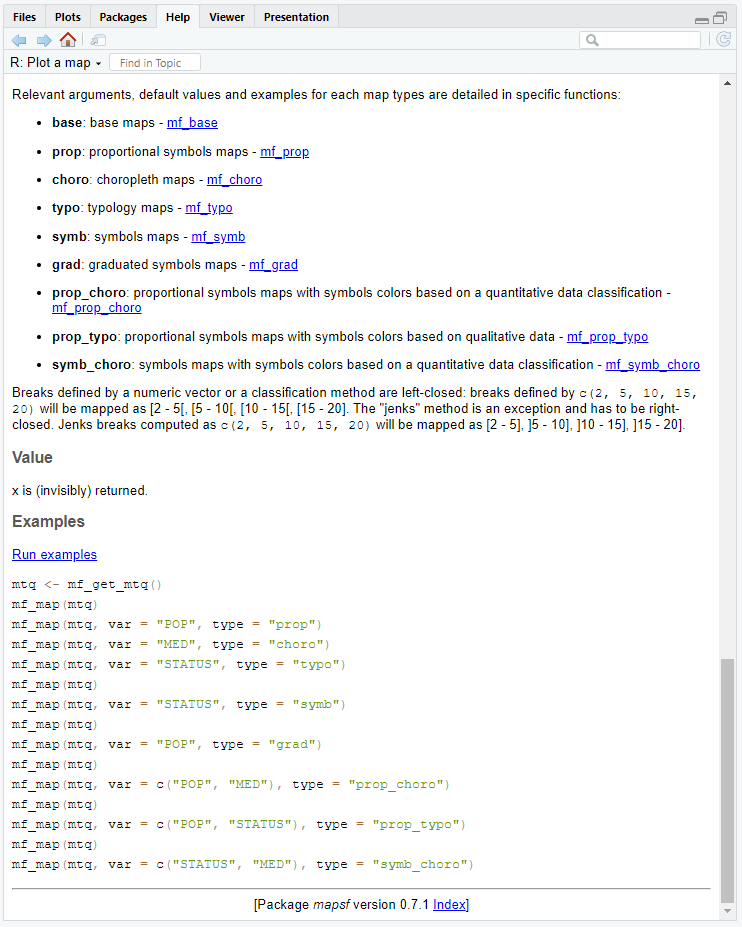 Files Plots Packages Help Viewer Presentation
R: Plot a map Find in Topic
Relevant arguments, default values and examples for each map types are detailed in specific functions:
• base: base maps - mf_base
• prop: proportional symbols maps - mf_prop
• choro: choropleth maps - mf_choro
• typo: typology maps - mf_typo
• symb: symbols maps - mf_symb
• grad: graduated symbols maps - mf_grad
• prop_choro: proportional symbols maps with symbols colors based on a quantitative data classification -
mf_prop_choro
• prop_typo: proportional symbols maps with symbols colors based on qualitative data - mf_prop_typo
• symb_choro: symbols maps with symbols colors based on a quantitative data classification - mf_symb_choro
Breaks defined by a numeric vector or a classification method are left-closed: breaks defined by c(2, 5, 10, 15,
20) will be mapped as [2 - 5[, [5 - 10[, [10 - 15[, [15 - 20]. The "jenks" method is an exception and has to be right-
closed. Jenks breaks computed as c(2, 5, 10, 15, 20) will be mapped as [2 - 5], ]5 - 10], ]10 - 15], ]15 - 20].
Value
x is (invisibly) returned.
Examples
Run examples
mtq <- mf_get_mtq()
mf_map(mtq)
mf_map(mtq, var = "POP", type = "prop")
mf_map(mtq, var = "MED", type = "choro")
mf_map(mtq, var = "STATUS", type = "typo")
mf_map(mtq)
mf_map(mtq, var = "STATUS", type = "symb")
mf_map(mtq)
mf_map(mtq, var = "POP", type = "grad")
mf_map(mtq)
mf_map(mtq, var = c("POP", "MED"), type = "prop_choro")
mf_map(mtq)
mf_map(mtq, var = c("POP", "STATUS"), type = "prop_typo")
mf_map(mtq)
mf_map(mtq, var = c("STATUS", "MED"), type = "symb_choro")
[Package mapsf version 0.7.1 Index]